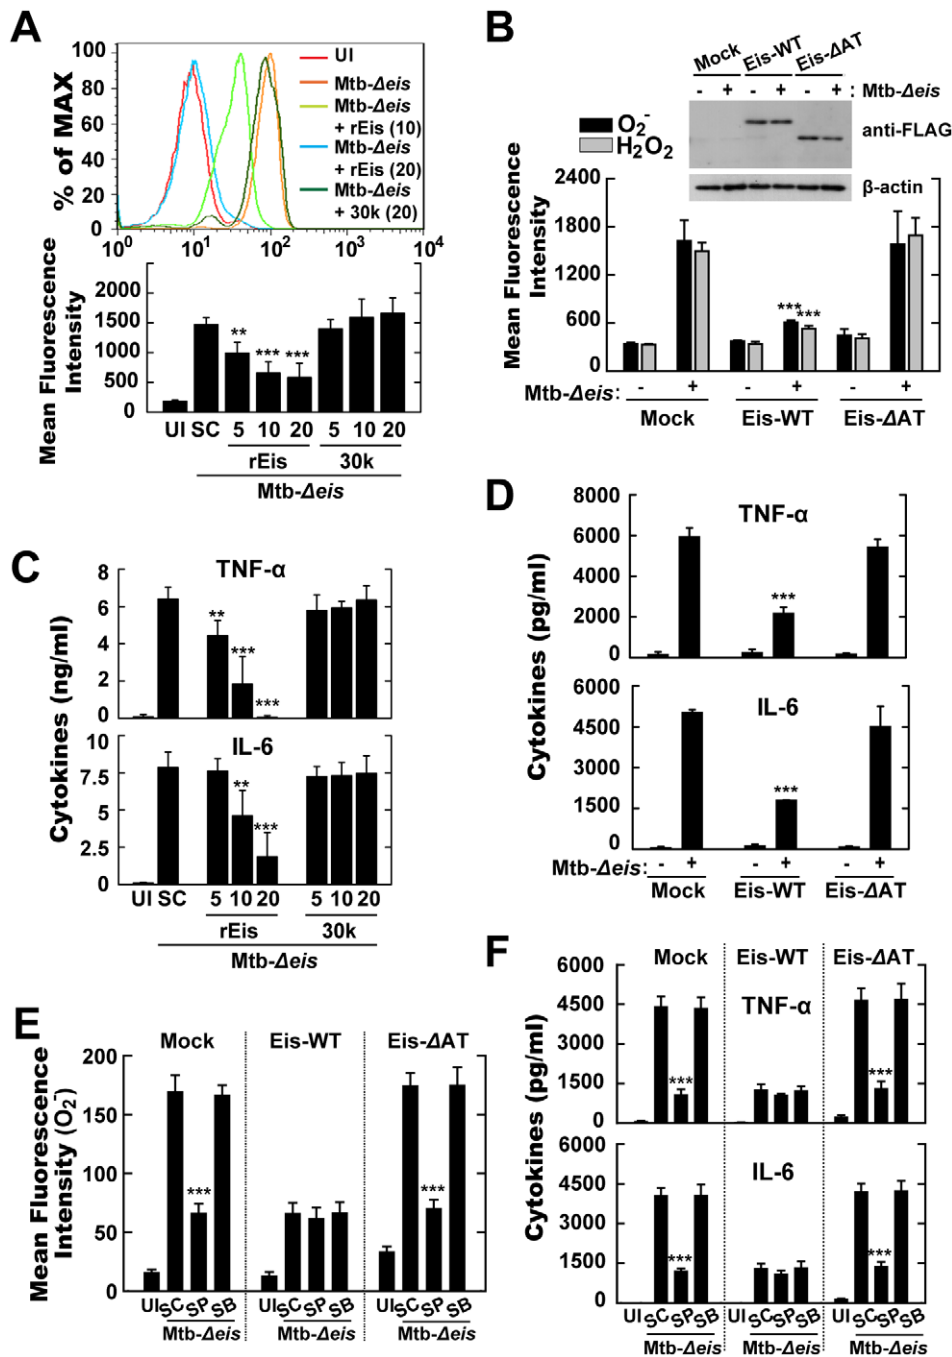 A
% of MAX
100
80
60
40
20
0
10^0 10^1 10^2 10^3 10^4
UI
Mtb-Δeis
Mtb-Δeis
+ rEis (10)
Mtb-Δeis
+ rEis (20)
Mtb-Δeis
+ 30k (20)
Mean Fluorescence
Intensity
2000
1500
1000
500
0
** *** ***
UI SC 5 10 20 5 10 20
rEis 30k
Mtb-Δeis
B
Mock Eis-WT Eis-ΔAT
- + - + - + : Mtb-Δeis
anti-FLAG
β-actin
O2-
H2O2
Mean Fluorescence
Intensity
2400
1800
1200
600
0
*** ***
Mtb-Δeis: - + - + - +
Mock Eis-WT Eis-ΔAT
C
Cytokines (ng/ml)
TNF-α
8
6
4
2
0
** *** ***
IL-6
10
7.5
5
2.5
0
** ***
UI SC 5 10 20 5 10 20
rEis 30k
Mtb-Δeis
D
Cytokines (pg/ml)
TNF-α
8000
6000
4000
2000
0
***
IL-6
6000
4500
3000
1500
0
***
Mtb-Δeis: - + - + - +
Mock Eis-WT Eis-ΔAT
E
Mock Eis-WT Eis-ΔAT
Mean Fluorescence
Intensity (O2-)
200
150
100
50
0
*** ***
UI SC SP SB UI SC SP SB UI SC SP SB
Mtb-Δeis Mtb-Δeis Mtb-Δeis
F
Mock Eis-WT Eis-ΔAT
Cytokines (pg/ml)
TNF-α
6000
4500
3000
1500
0
*** ***
IL-6
6000
4500
3000
1500
0
*** ***
UI SC SP SB UI SC SP SB UI SC SP SB
Mtb-Δeis Mtb-Δeis Mtb-Δeis